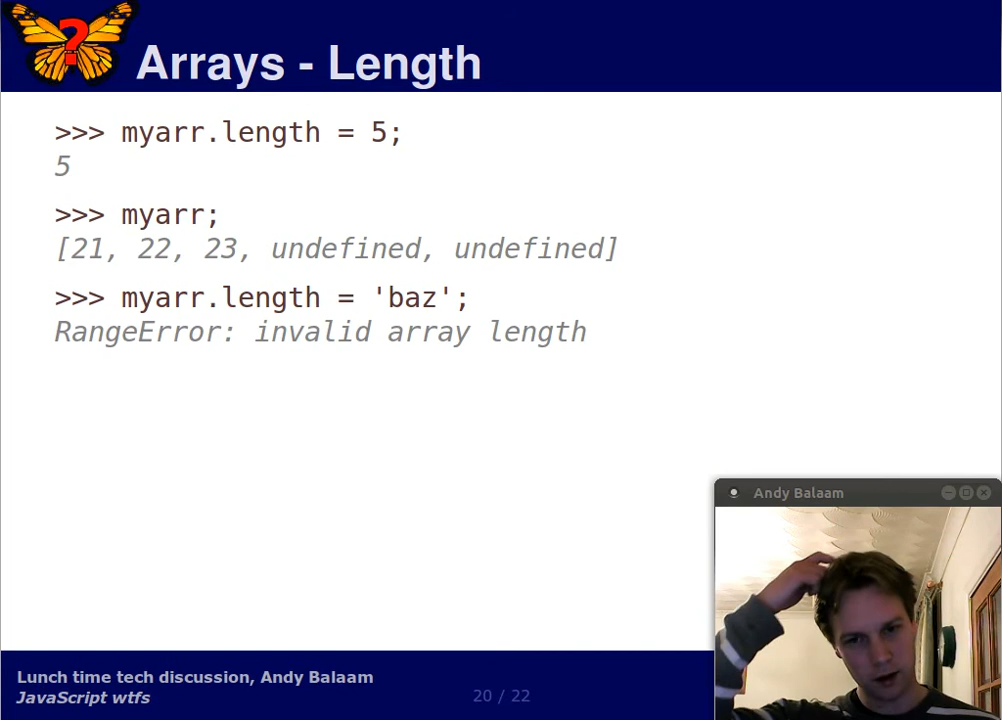 ?
Arrays - Length
>>> myarr.length = 5;
5
>>> myarr;
[21, 22, 23, undefined, undefined]
>>> myarr.length = 'baz';
RangeError: invalid array length
Andy Balaam
Lunch time tech discussion, Andy Balaam
JavaScript wtfs
20 / 22